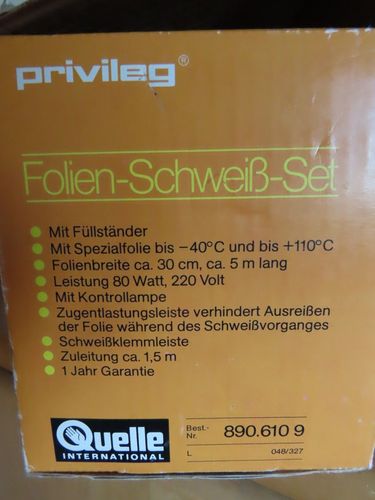 privileg®
Folien-Schweiß-Set
Mit Füllständer
Mit Spezialfolie bis −40°C und bis +110°C
Folienbreite ca. 30 cm, ca. 5 m lang
Leistung 80 Watt, 220 Volt
Mit Kontrollampe
Zugentlastungsleiste verhindert Ausreißen
der Folie während des Schweißvorganges
Schweißklemmleiste
Zuleitung ca. 1,5 m
1 Jahr Garantie
Quelle
INTERNATIONAL
Best.-
Nr.
890.610 9
L
048/327